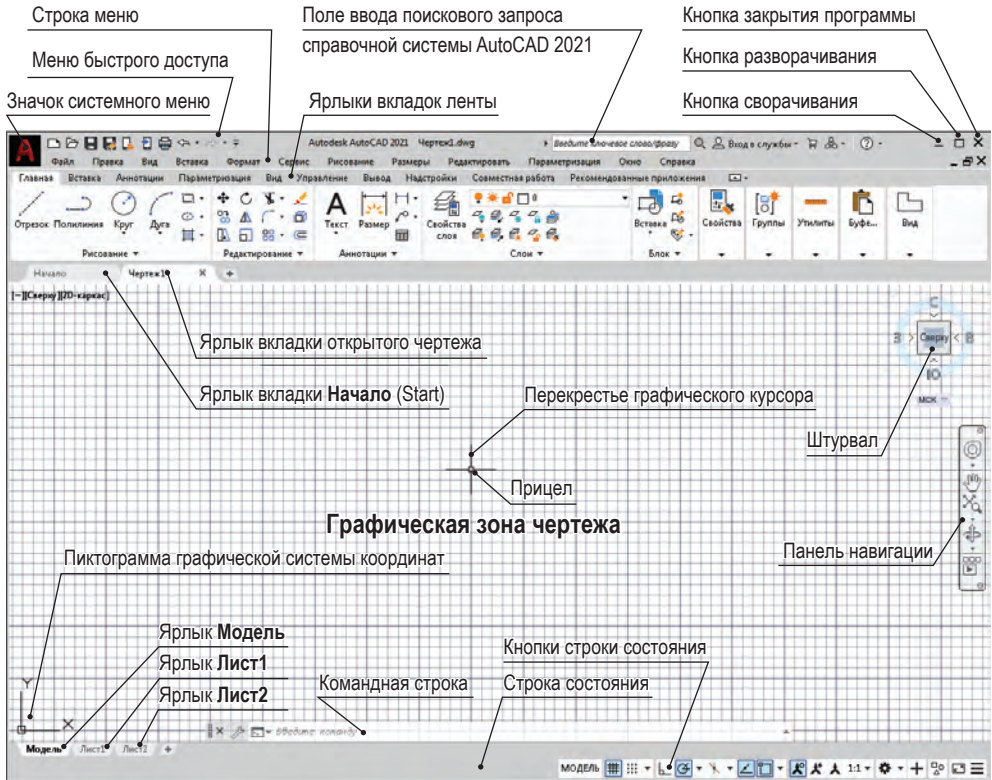 Строка меню
Поле ввода поискового запроса
справочной системы AutoCAD 2021
Кнопка закрытия программы
Меню быстрого доступа
Кнопка разворачивания
Значок системного меню
Ярлыки вкладок ленты
Кнопка сворачивания
Autodesk AutoCAD 2021 Чертеж1.dwg
Введите ключевое слово/фразу
Вход в службы
Файл Правка Вид Вставка Формат Сервис Рисование Размеры Редактировать Параметризация Окно Справка
Главная Вставка Аннотации Параметризация Вид Управление Вывод Надстройки Совместная работа Рекомендованные приложения
Отрезок Полилиния Круг Дуга
Текст Размер
Свойства слоя
0
Вставка
Свойства Группы Утилиты Буфе... Вид
Рисование Редактирование Аннотации Слои Блок
Начало Чертеж1
[−][Сверху][2D-каркас]
С
З Сверху В
Ю
МСК
Ярлык вкладки открытого чертежа
Ярлык вкладки Начало (Start)
Перекрестье графического курсора
Штурвал
Прицел
Графическая зона чертежа
Панель навигации
Пиктограмма графической системы координат
Ярлык Модель
Ярлык Лист1
Ярлык Лист2
Кнопки строки состояния
Командная строка
Строка состояния
Y
X
Введите команду
Модель Лист1 Лист2 +
МОДЕЛЬ
1:1